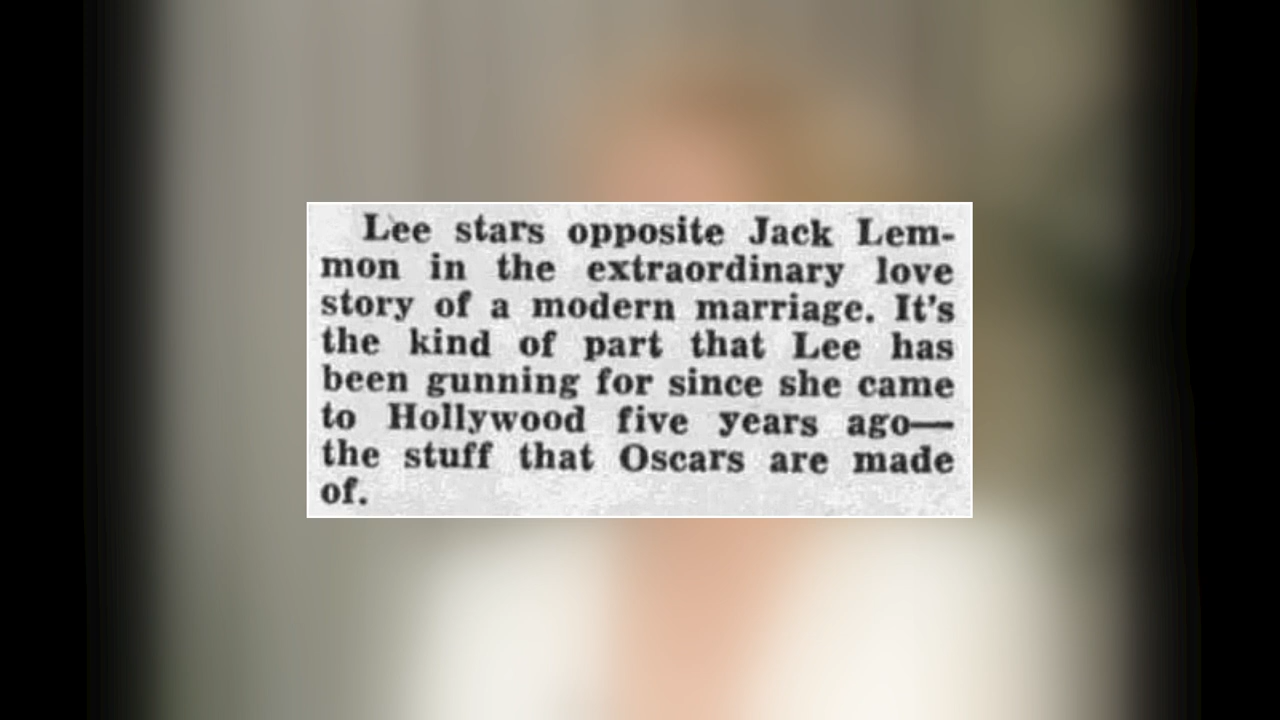 Lee stars opposite Jack Lem-
mon in the extraordinary love
story of a modern marriage. It's
the kind of part that Lee has
been gunning for since she came
to Hollywood five years ago—
the stuff that Oscars are made
of.